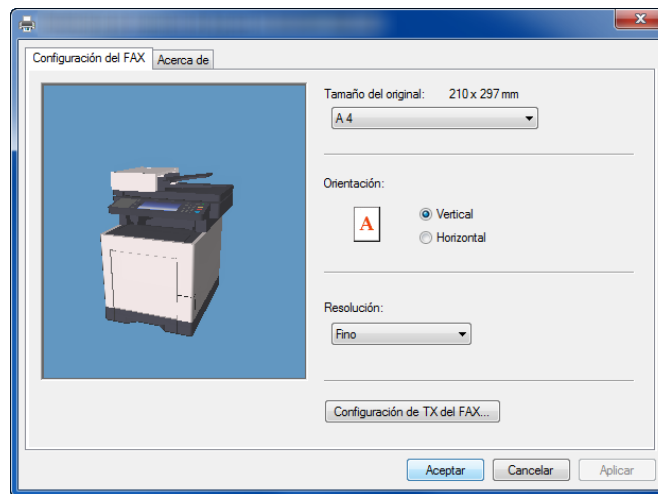 Configuración del FAX
Acerca de
Tamaño del original: 210 x 297 mm
A 4
Orientación:
A
Vertical
Horizontal
Resolución:
Fino
Configuración de TX del FAX...
Aceptar
Cancelar
Aplicar